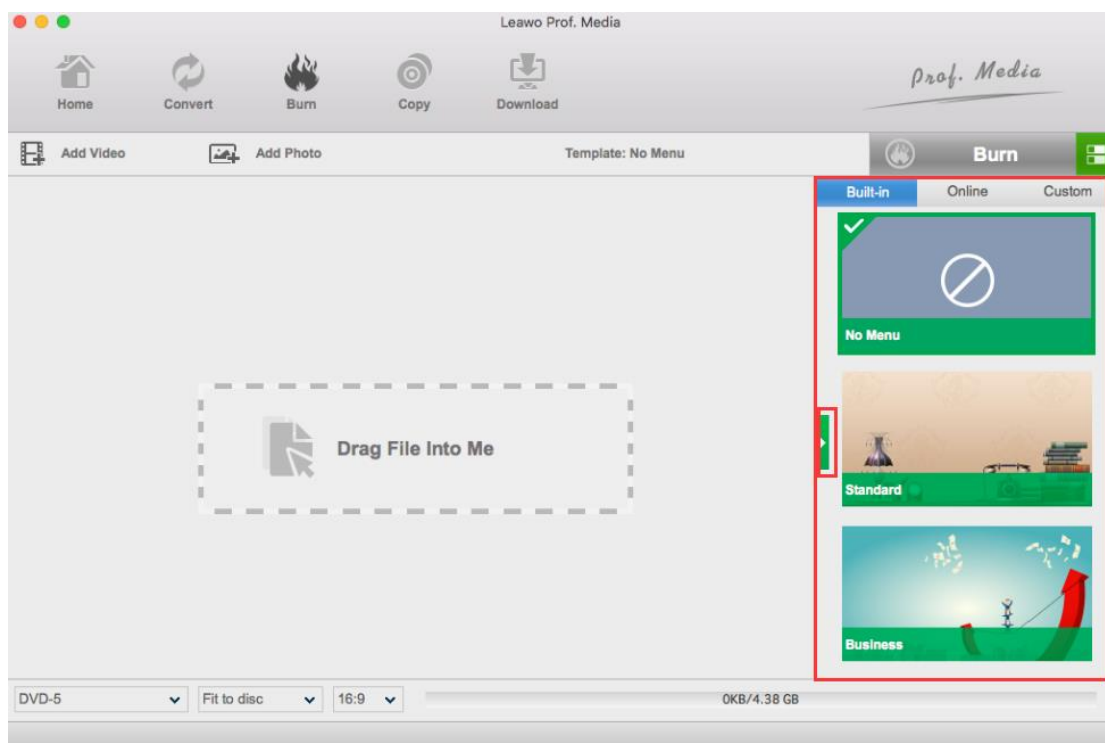 Leawo Prof. Media
Home Convert Burn Copy Download
Prof. Media
Add Video Add Photo Template: No Menu Burn
Built-in Online Custom
No Menu
Drag File Into Me
Standard
Business
DVD-5 Fit to disc 16:9 0KB/4.38 GB